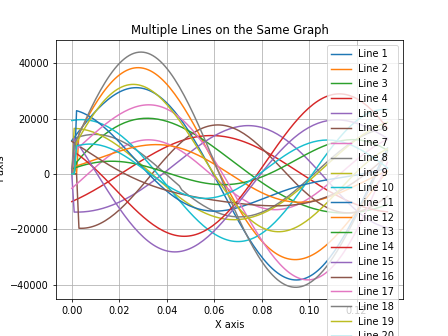 Multiple Lines on the Same Graph
40000
20000
0
−20000
−40000
0.00
0.02
0.04
0.06
0.08
0.10
X axis
Line 1
Line 2
Line 3
Line 4
Line 5
Line 6
Line 7
Line 8
Line 9
Line 10
Line 11
Line 12
Line 13
Line 14
Line 15
Line 16
Line 17
Line 18
Line 19